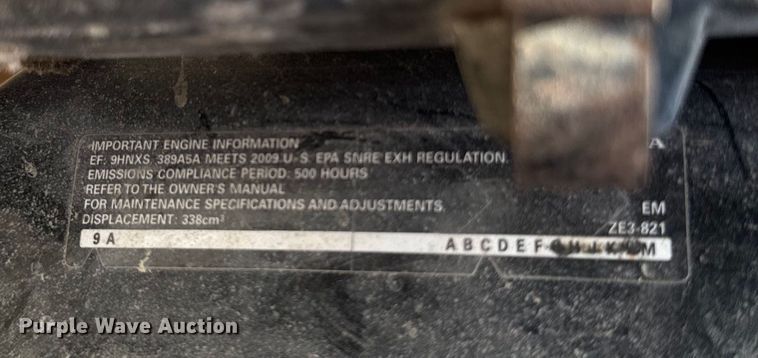 IMPORTANT ENGINE INFORMATION A
EF: 9HNXS .389A5A MEETS 2009 U.S. EPA SNRE EXH REGULATION.
EMISSIONS COMPLIANCE PERIOD: 500 HOURS
REFER TO THE OWNER'S MANUAL
FOR MAINTENANCE SPECIFICATIONS AND ADJUSTMENTS. EM
DISPLACEMENT: 338cm³ ZE3-821
9 A A B C D E F H J K M
Purple Wave Auction